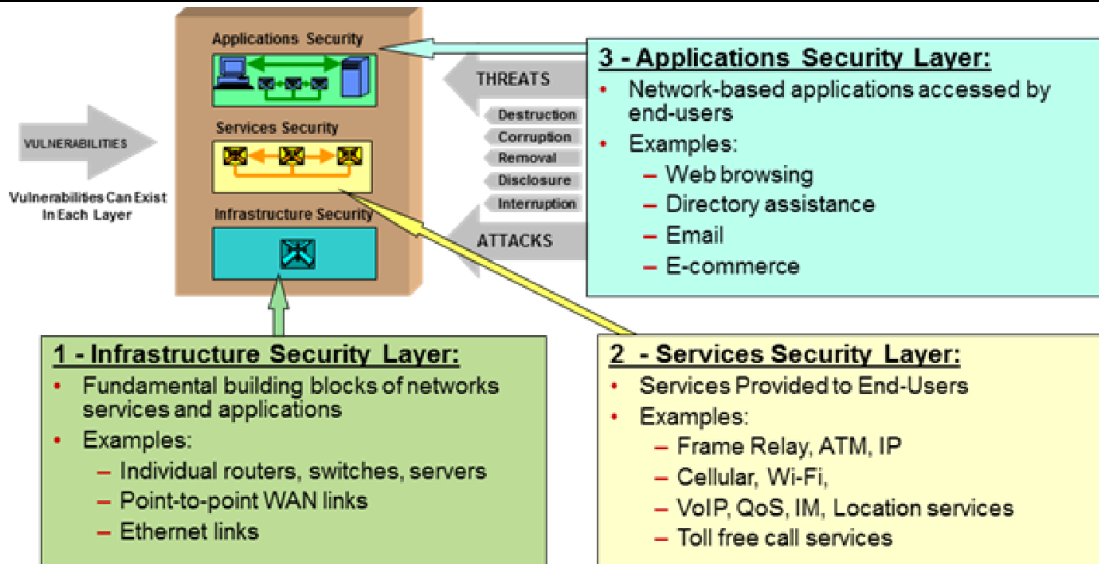 Applications Security
Services Security
Infrastructure Security
VULNERABILITIES
Vulnerabilities Can Exist
In Each Layer
THREATS
Destruction
Corruption
Removal
Disclosure
Interruption
ATTACKS
3 - Applications Security Layer:
• Network-based applications accessed by
end-users
• Examples:
– Web browsing
– Directory assistance
– Email
– E-commerce
1 - Infrastructure Security Layer:
• Fundamental building blocks of networks
services and applications
• Examples:
– Individual routers, switches, servers
– Point-to-point WAN links
– Ethernet links
2 - Services Security Layer:
• Services Provided to End-Users
• Examples:
– Frame Relay, ATM, IP
– Cellular, Wi-Fi,
– VoIP, QoS, IM, Location services
– Toll free call services